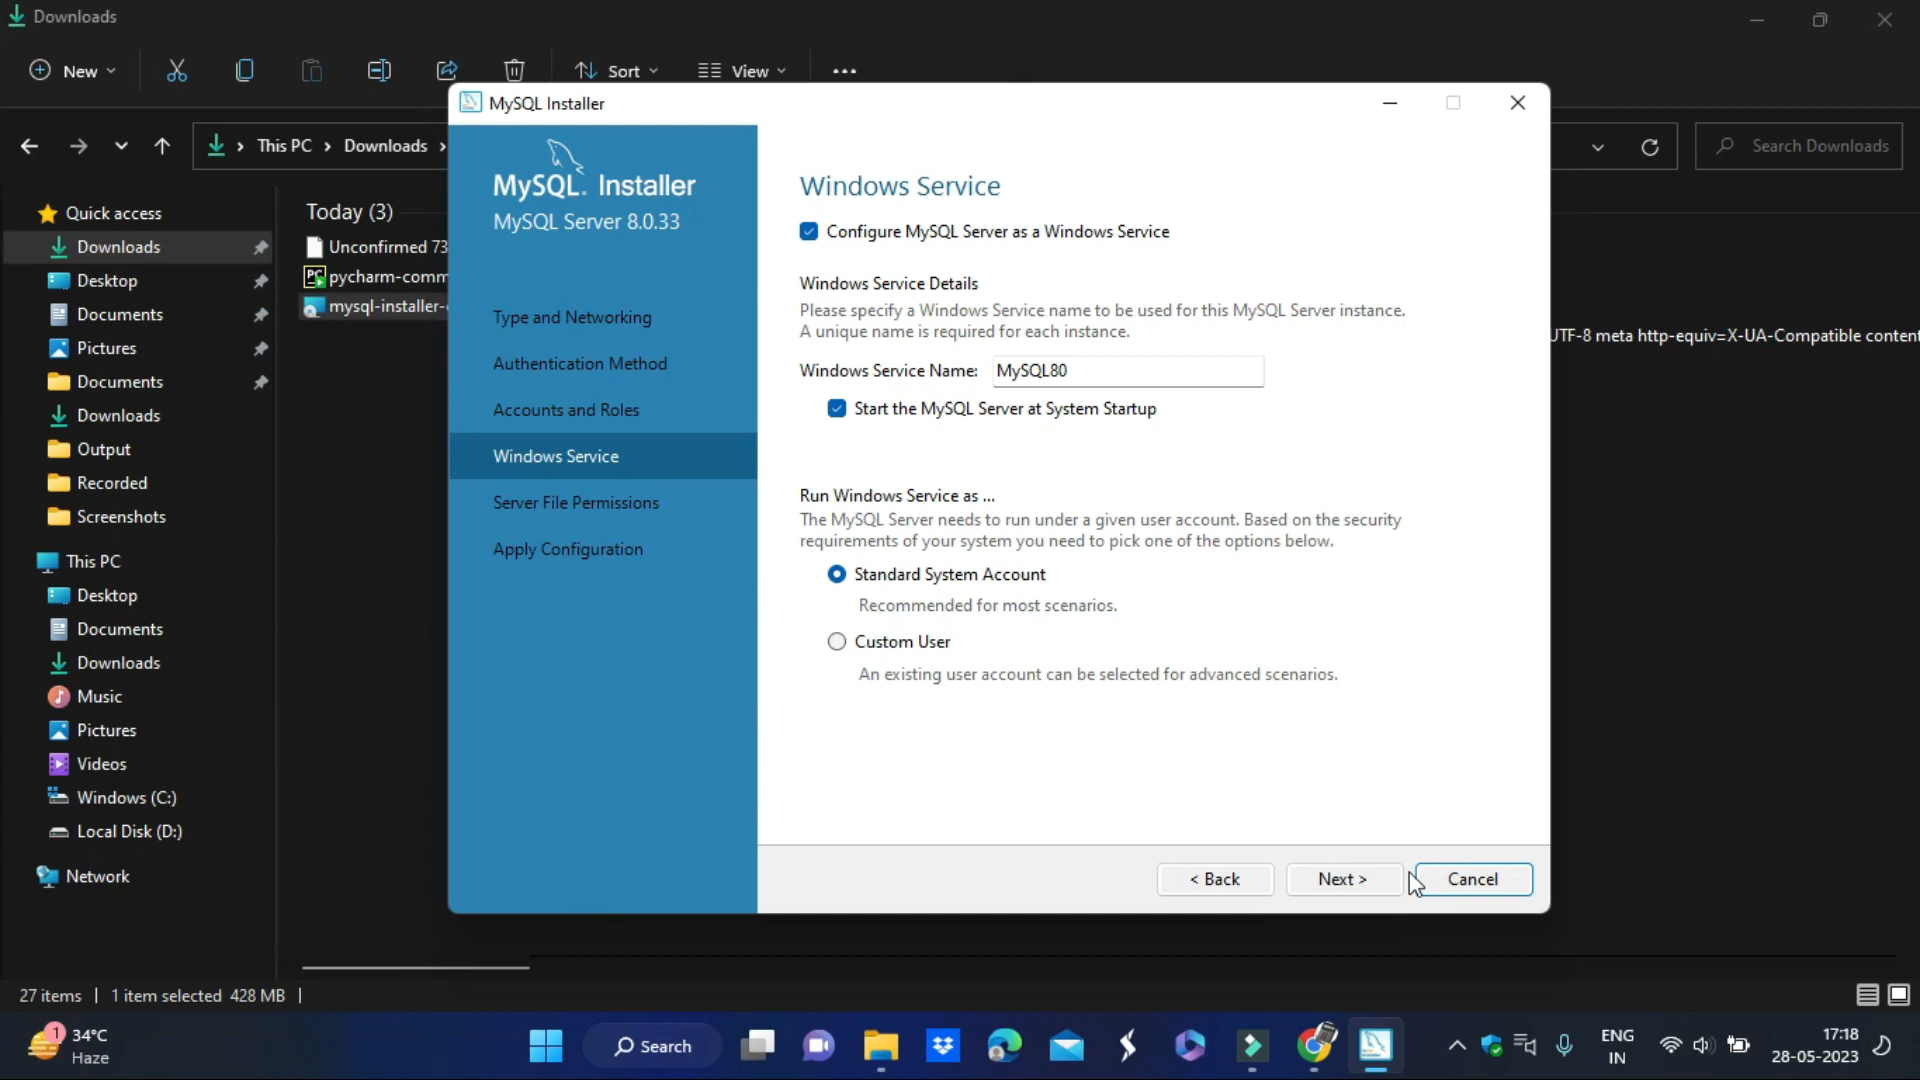 Downloads
New
Sort
View
This PC
Downloads
Search Downloads
Quick access
Downloads
Desktop
Documents
Pictures
Documents
Downloads
Output
Recorded
Screenshots
This PC
Desktop
Documents
Downloads
Music
Pictures
Videos
Windows (C:)
Local Disk (D:)
Network
Today (3)
Unconfirmed 73
pycharm-comm
mysql-installer-
UTF-8 meta http-equiv=X-UA-Compatible content
MySQL Installer
MySQL. Installer
MySQL Server 8.0.33
Type and Networking
Authentication Method
Accounts and Roles
Windows Service
Server File Permissions
Apply Configuration
Windows Service
Configure MySQL Server as a Windows Service
Windows Service Details
Please specify a Windows Service name to be used for this MySQL Server instance.
A unique name is required for each instance.
Windows Service Name: MySQL80
Start the MySQL Server at System Startup
Run Windows Service as ...
The MySQL Server needs to run under a given user account. Based on the security
requirements of your system you need to pick one of the options below.
Standard System Account
Recommended for most scenarios.
Custom User
An existing user account can be selected for advanced scenarios.
< Back
Next >
Cancel
27 items
1 item selected 428 MB
1
34°C
Haze
Search
ENG
IN
17:18
28-05-2023